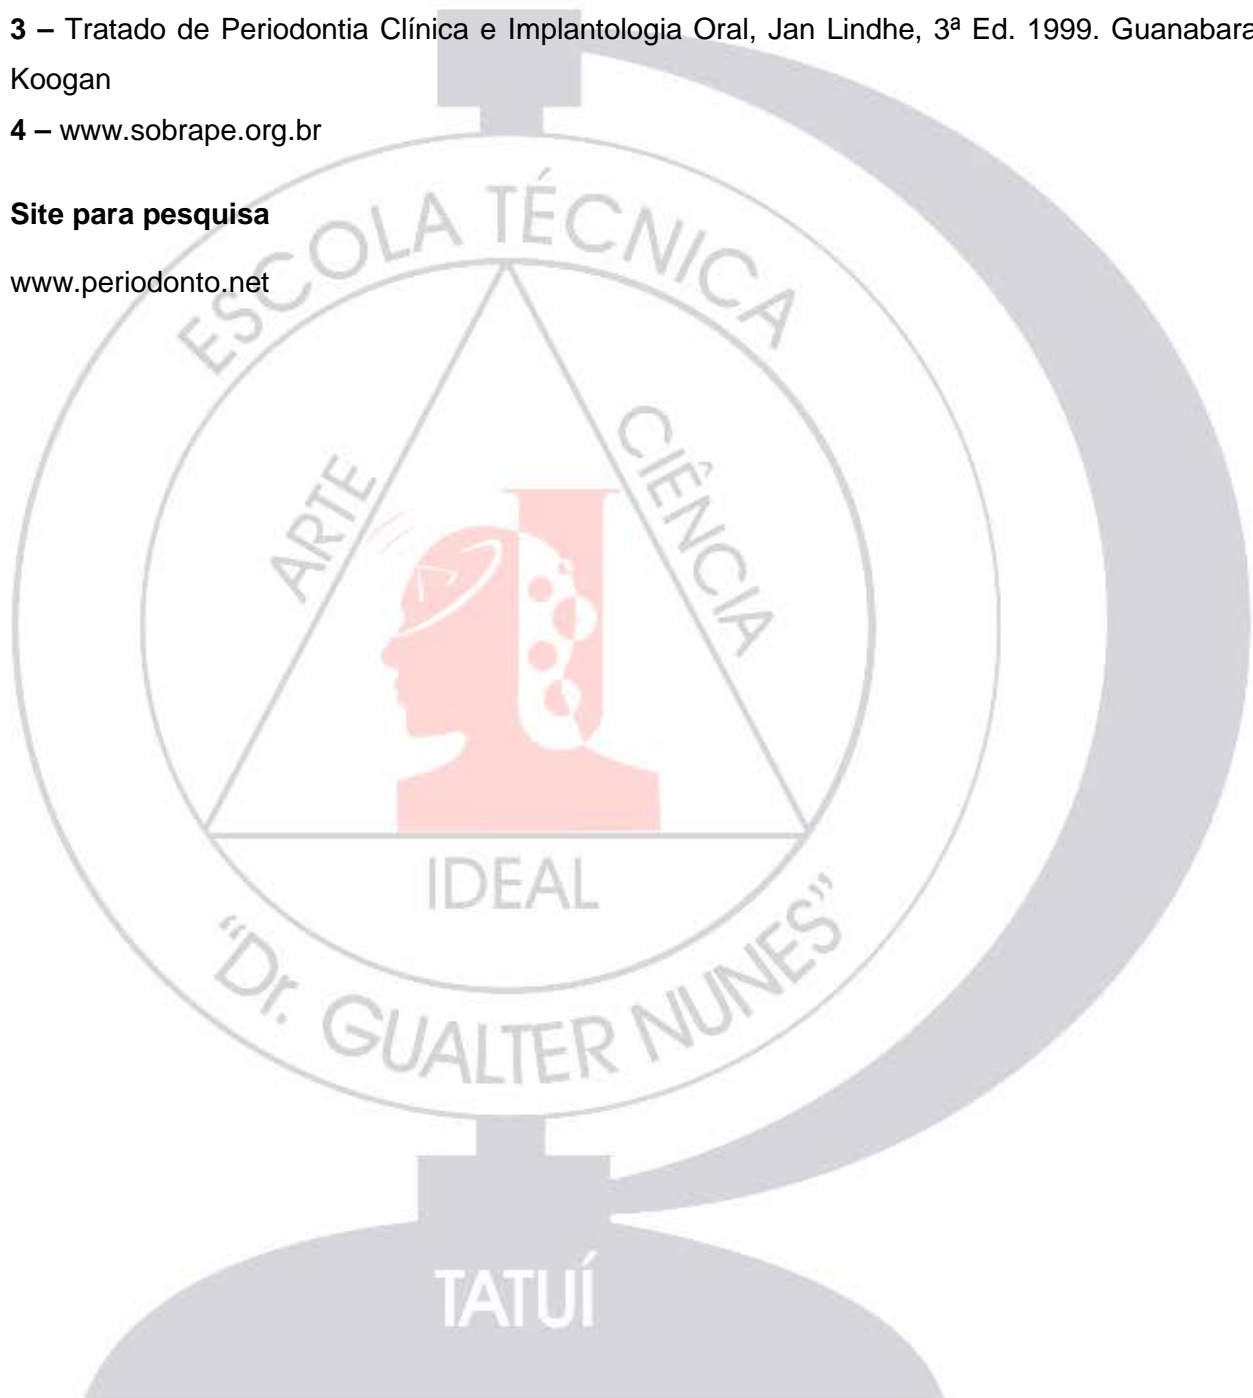 3 – Tratado de Periodontia Clínica e Implantologia Oral, Jan Lindhe, 3ª Ed. 1999. Guanabara
Koogan
4 – www.sobrape.org.br
Site para pesquisa
www.periodonto.net
ESCOLA TÉCNICA
ARTE
CIÊNCIA
IDEAL
“Dr. GUALTER NUNES”
TATUÍ